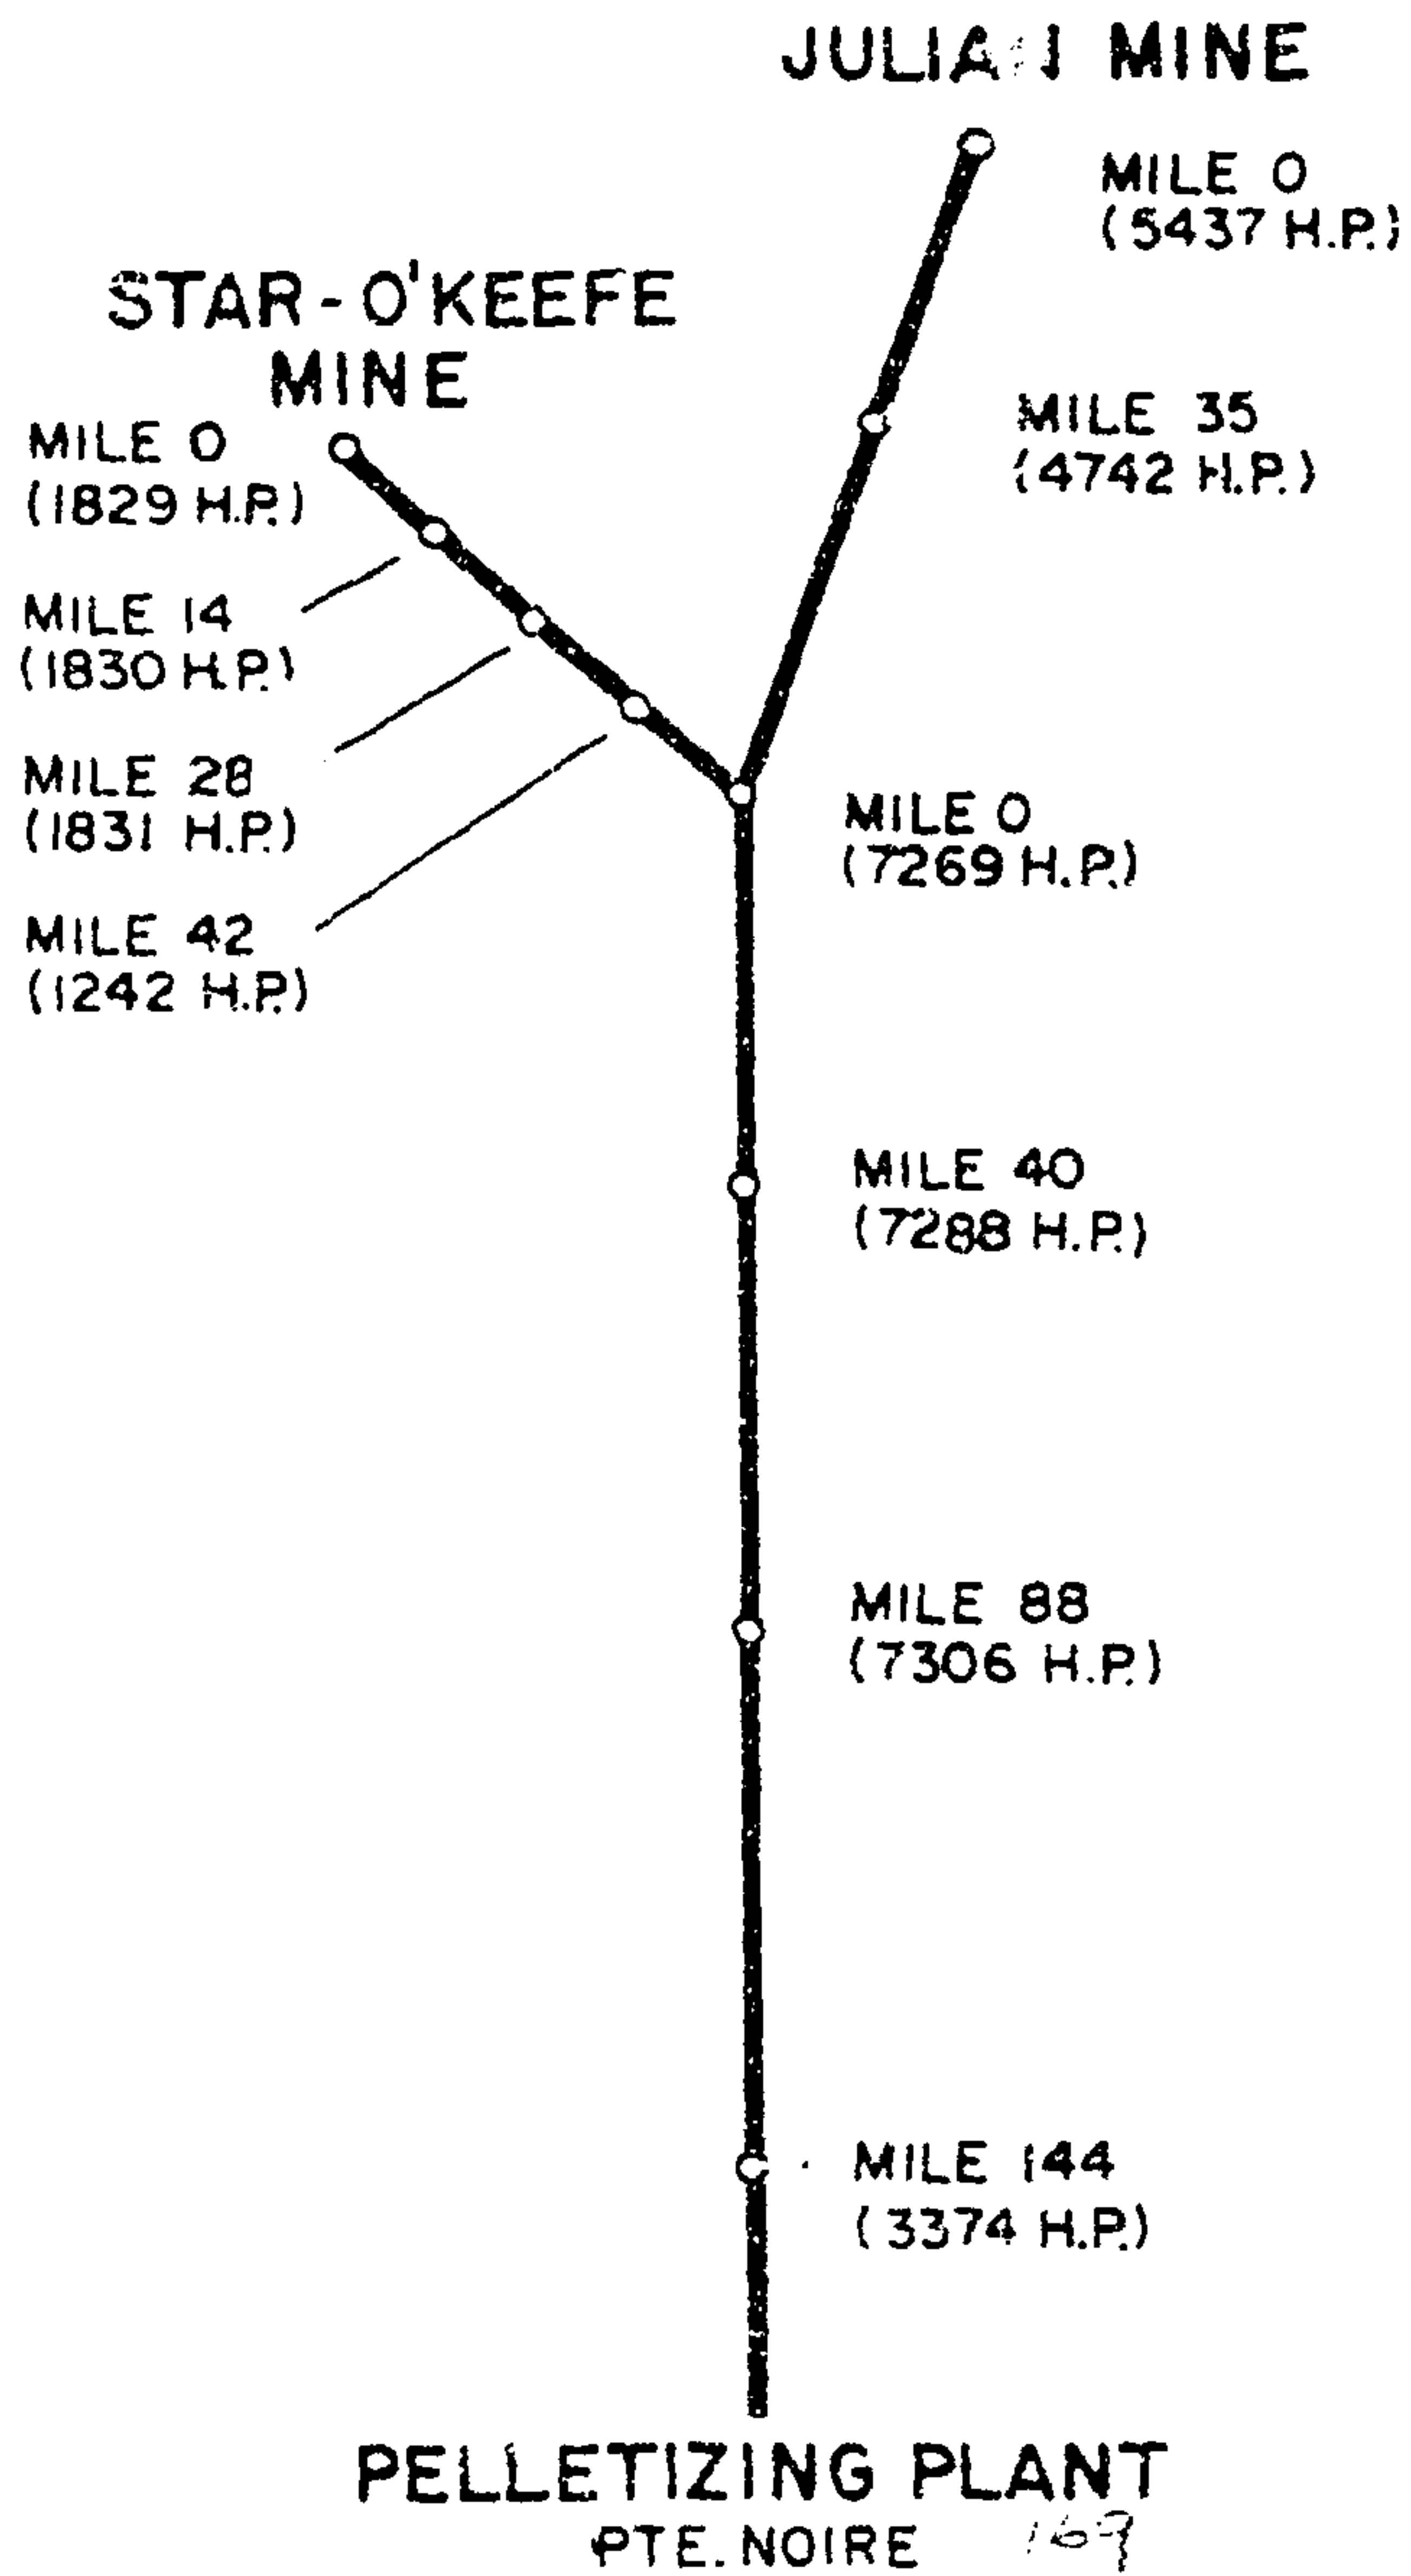 JULIAN MINE
MILE 0
(5437 H.P.)
STAR-O'KEEFE
MINE
MILE 0
(1829 H.P.)
MILE 35
(4742 H.P.)
MILE 14
(1830 H.P.)
MILE 28
(1831 H.P.)
MILE 42
(1242 H.P.)
MILE 0
(7269 H.P.)
MILE 40
(7288 H.P.)
MILE 88
(7306 H.P.)
MILE 144
(3374 H.P.)
PELLETIZING PLANT
PTE. NOIRE 169